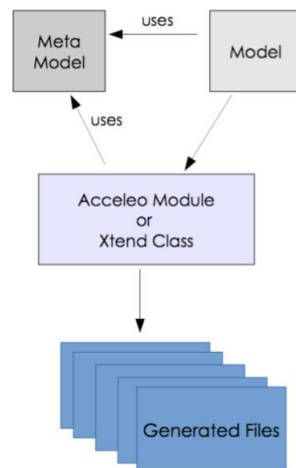 uses
Meta
Model
Model
uses
Acceleo Module
or
Xtend Class
Generated Files